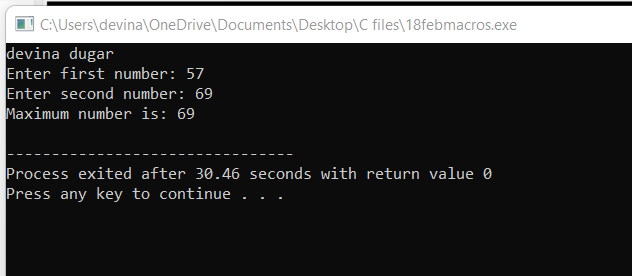 C:\Users\devina\OneDrive\Documents\Desktop\C files\18febmacros.exe
devina dugar
Enter first number: 57
Enter second number: 69
Maximum number is: 69
--------------------------------
Process exited after 30.46 seconds with return value 0
Press any key to continue . . .